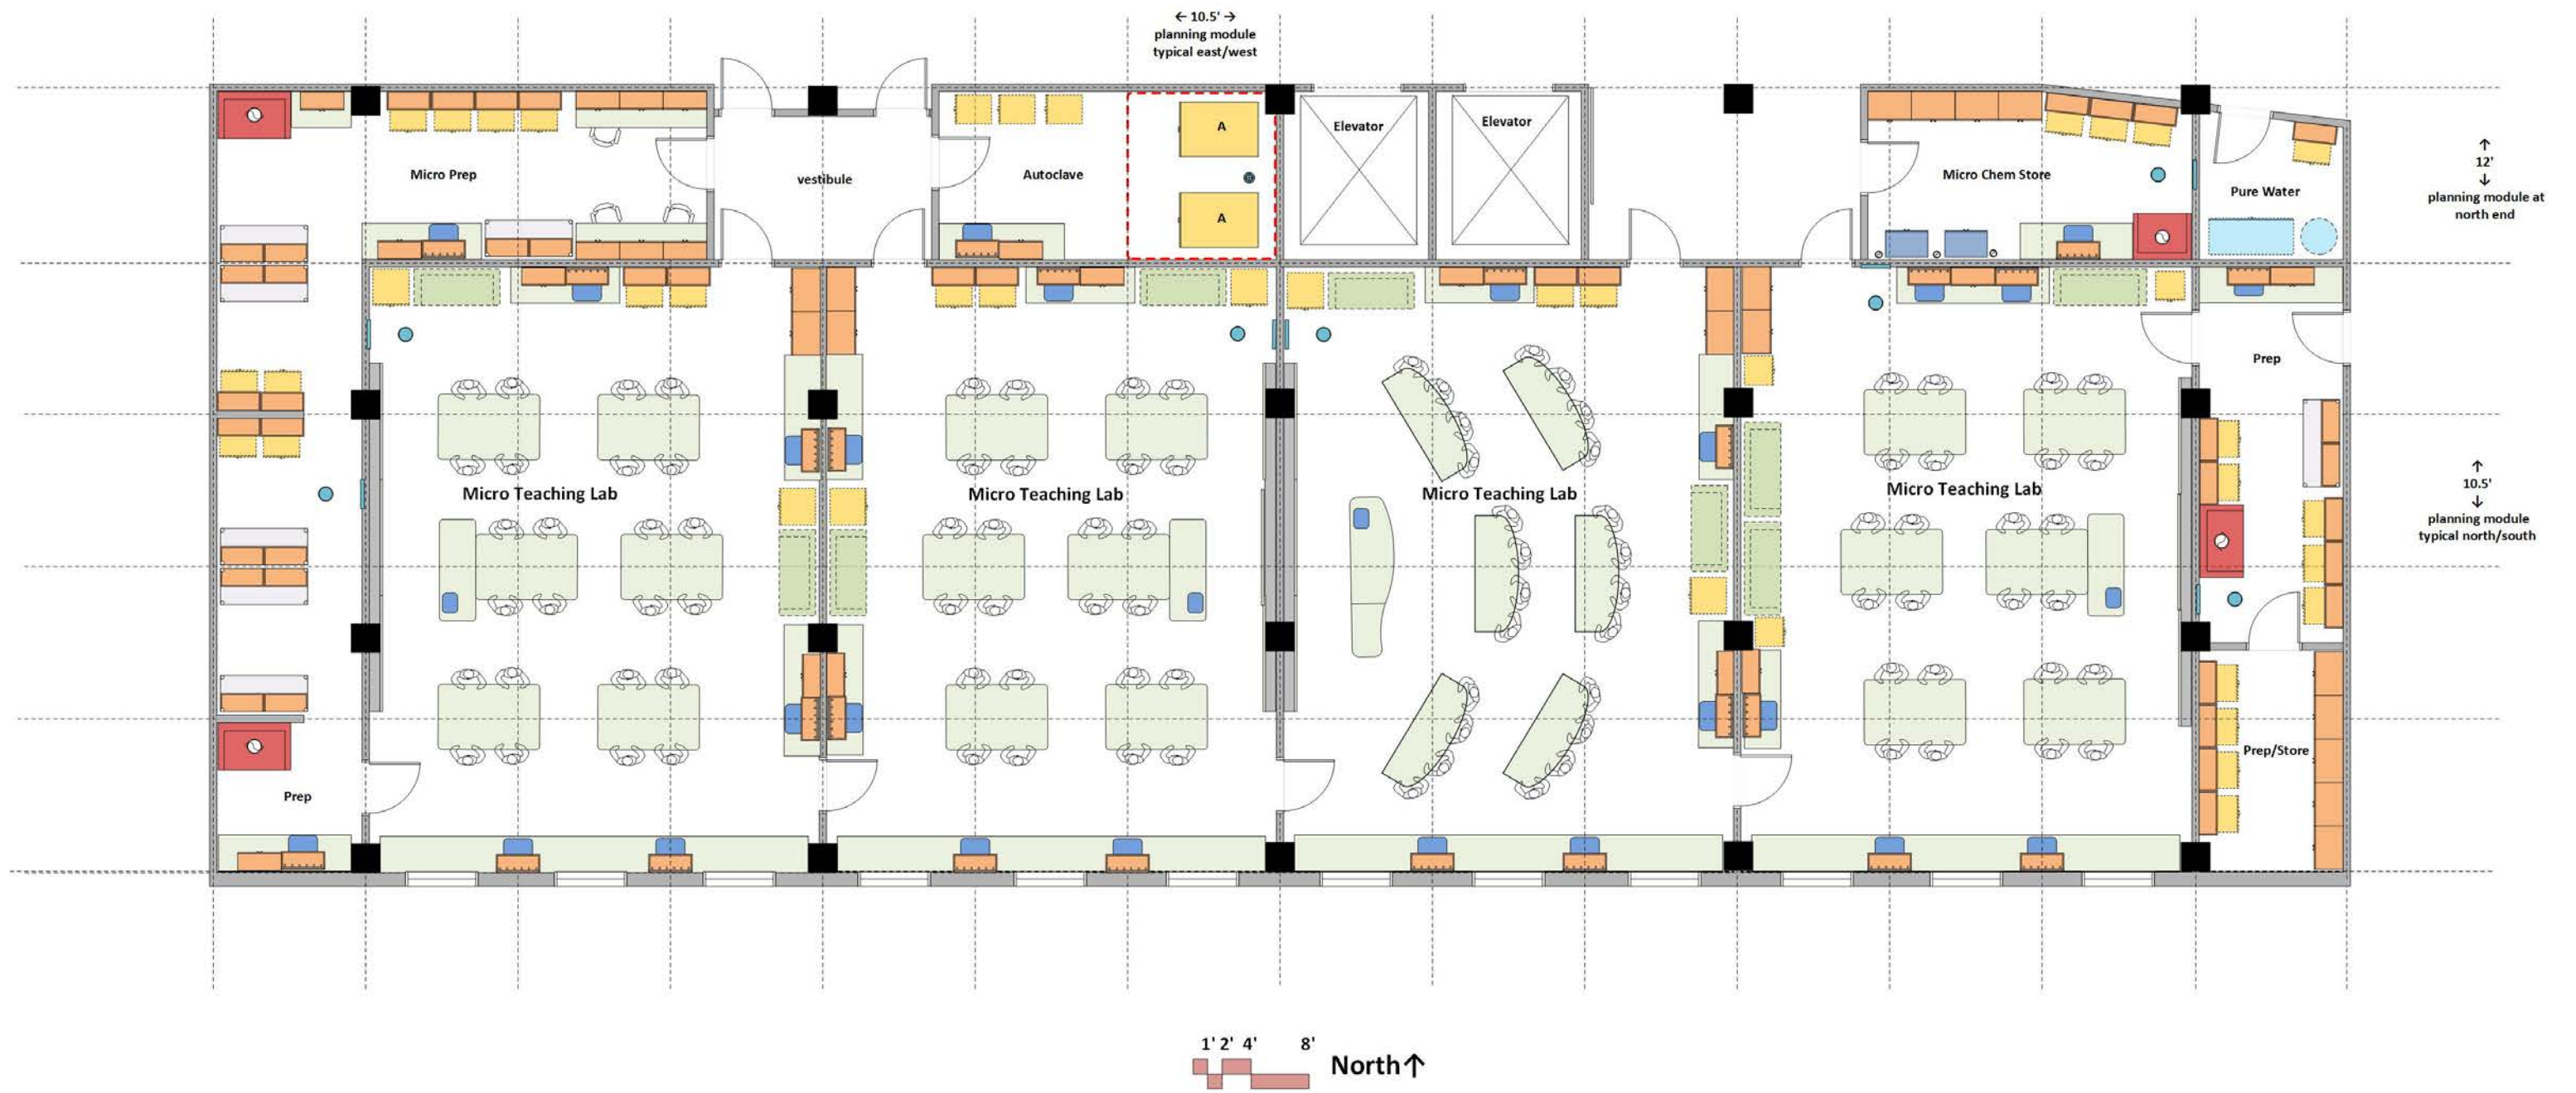 ← 10.5' →
planning module
typical east/west
A
Elevator
Elevator
Micro Prep
vestibule
Autoclave
Micro Chem Store
Pure Water
A
↑
12'
↓
planning module at
north end
Prep
Micro Teaching Lab
Micro Teaching Lab
Micro Teaching Lab
Micro Teaching Lab
↑
10.5'
↓
planning module
typical north/south
Prep/Store
Prep
1' 2' 4' 8'
North↑